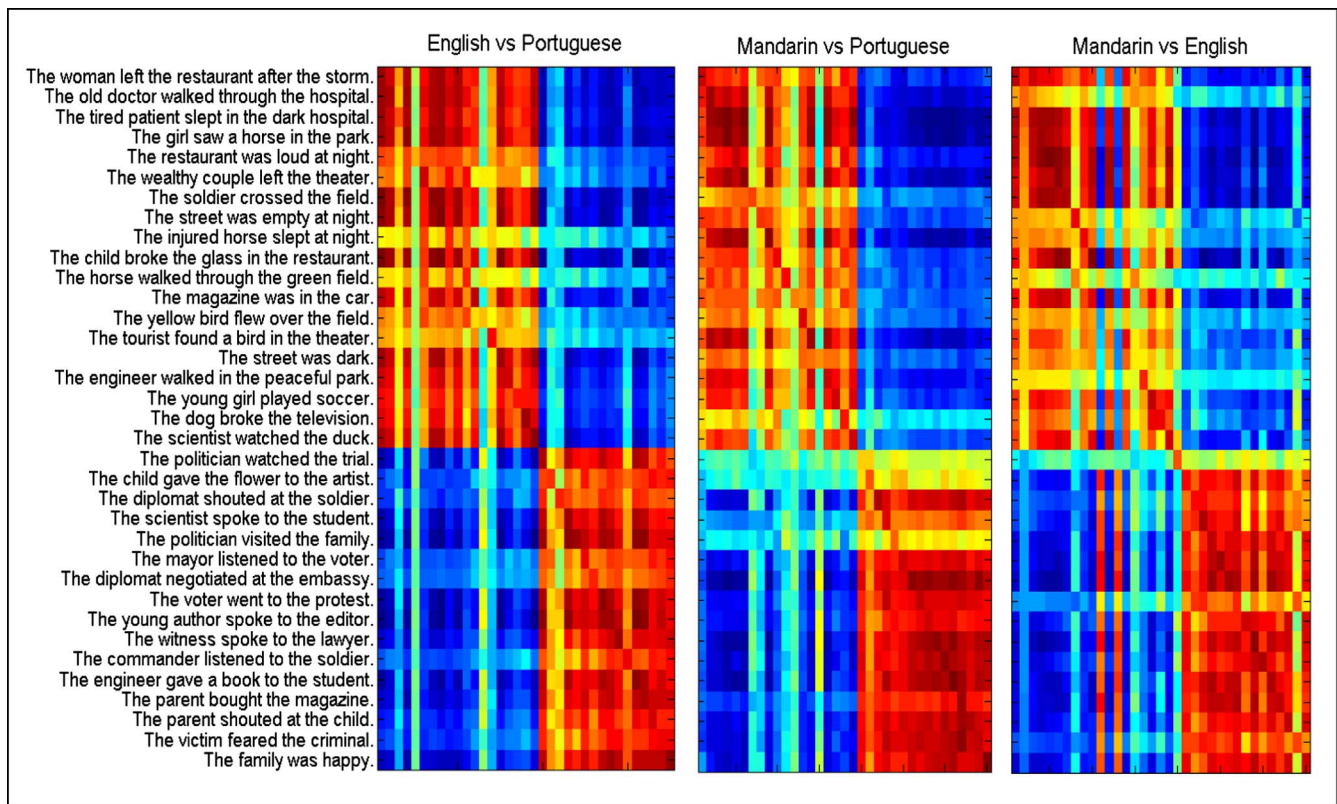 English vs Portuguese
Mandarin vs Portuguese
Mandarin vs English
The woman left the restaurant after the storm.
The old doctor walked through the hospital.
The tired patient slept in the dark hospital.
The girl saw a horse in the park.
The restaurant was loud at night.
The wealthy couple left the theater.
The soldier crossed the field.
The street was empty at night.
The injured horse slept at night.
The child broke the glass in the restaurant.
The horse walked through the green field.
The magazine was in the car.
The yellow bird flew over the field.
The tourist found a bird in the theater.
The street was dark.
The engineer walked in the peaceful park.
The young girl played soccer.
The dog broke the television.
The scientist watched the duck.
The politician watched the trial.
The child gave the flower to the artist.
The diplomat shouted at the soldier.
The scientist spoke to the student.
The politician visited the family.
The mayor listened to the voter.
The diplomat negotiated at the embassy.
The voter went to the protest.
The young author spoke to the editor.
The witness spoke to the lawyer.
The commander listened to the soldier.
The engineer gave a book to the student.
The parent bought the magazine.
The parent shouted at the child.
The victim feared the criminal.
The family was happy.